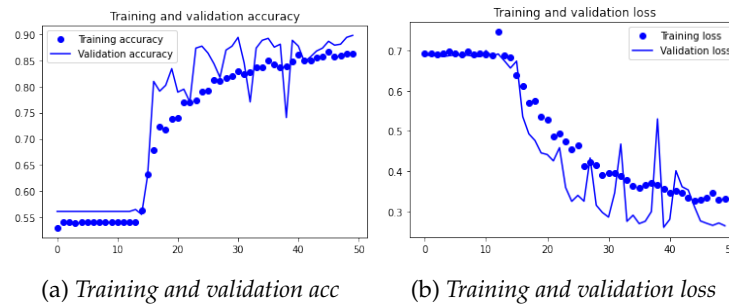 Training and validation accuracy
Training accuracy
Validation accuracy
0.90
0.85
0.80
0.75
0.70
0.65
0.60
0.55
0 10 20 30 40 50
(a) Training and validation acc
Training and validation loss
Training loss
Validation loss
0.7
0.6
0.5
0.4
0.3
0 10 20 30 40 50
(b) Training and validation loss